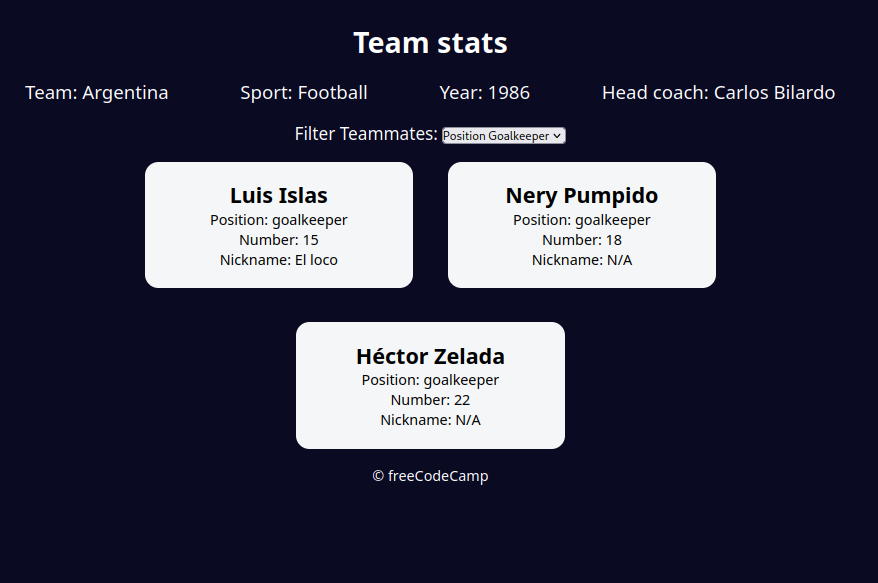 Team stats
Team: Argentina Sport: Football Year: 1986 Head coach: Carlos Bilardo
Filter Teammates: Position Goalkeeper
Luis Islas
Position: goalkeeper
Number: 15
Nickname: El loco
Nery Pumpido
Position: goalkeeper
Number: 18
Nickname: N/A
Héctor Zelada
Position: goalkeeper
Number: 22
Nickname: N/A
© freeCodeCamp